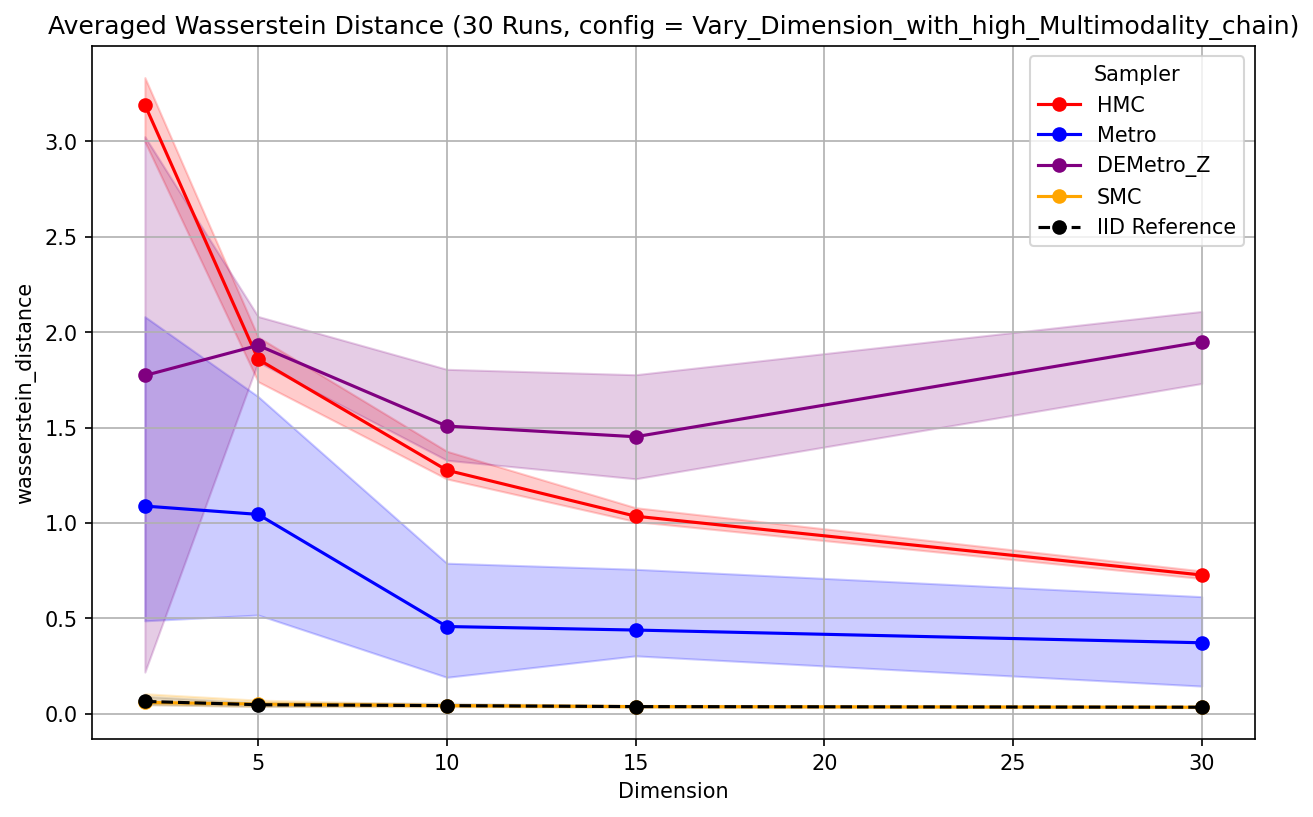 Averaged Wasserstein Distance (30 Runs, config = Vary_Dimension_with_high_Multimodality_chain)
Sampler
HMC
Metro
DEMetro_Z
SMC
IID Reference
wasserstein_distance
3.0
2.5
2.0
1.5
1.0
0.5
0.0
5
10
15
20
25
30
Dimension